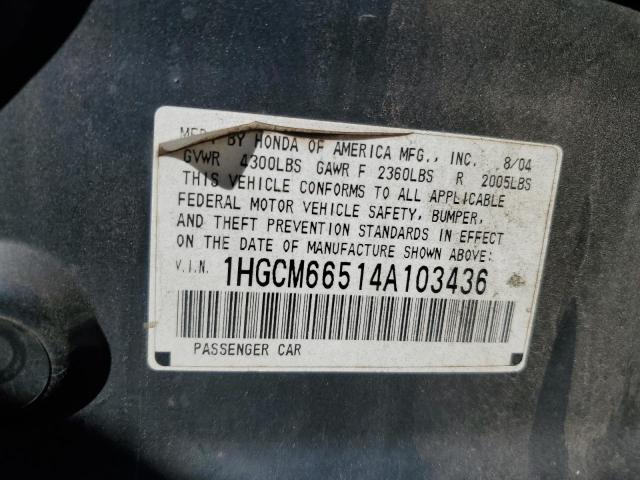 MFD. BY HONDA OF AMERICA MFG., INC. 8/04
GVWR 4300LBS GAWR F 2360LBS R 2005LBS
THIS VEHICLE CONFORMS TO ALL APPLICABLE
FEDERAL MOTOR VEHICLE SAFETY, BUMPER,
AND THEFT PREVENTION STANDARDS IN EFFECT
ON THE DATE OF MANUFACTURE SHOWN ABOVE:
V.I.N. 1HGCM66514A103436
PASSENGER CAR